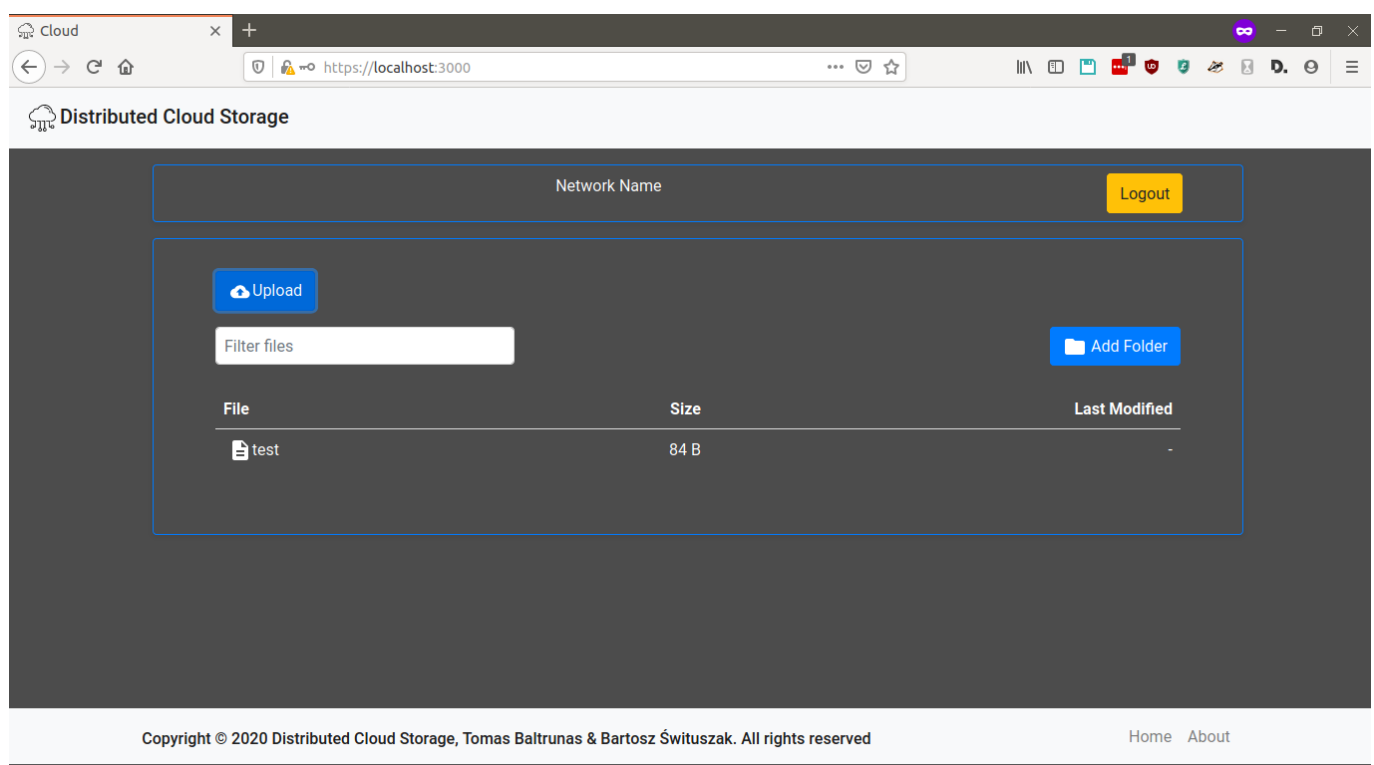 Cloud
https://localhost:3000
1
D.
Distributed Cloud Storage
Network Name
Logout
Upload
Filter files
Add Folder
File Size Last Modified
test 84 B -
Copyright © 2020 Distributed Cloud Storage, Tomas Baltrunas & Bartosz Śwituszak. All rights reserved Home About